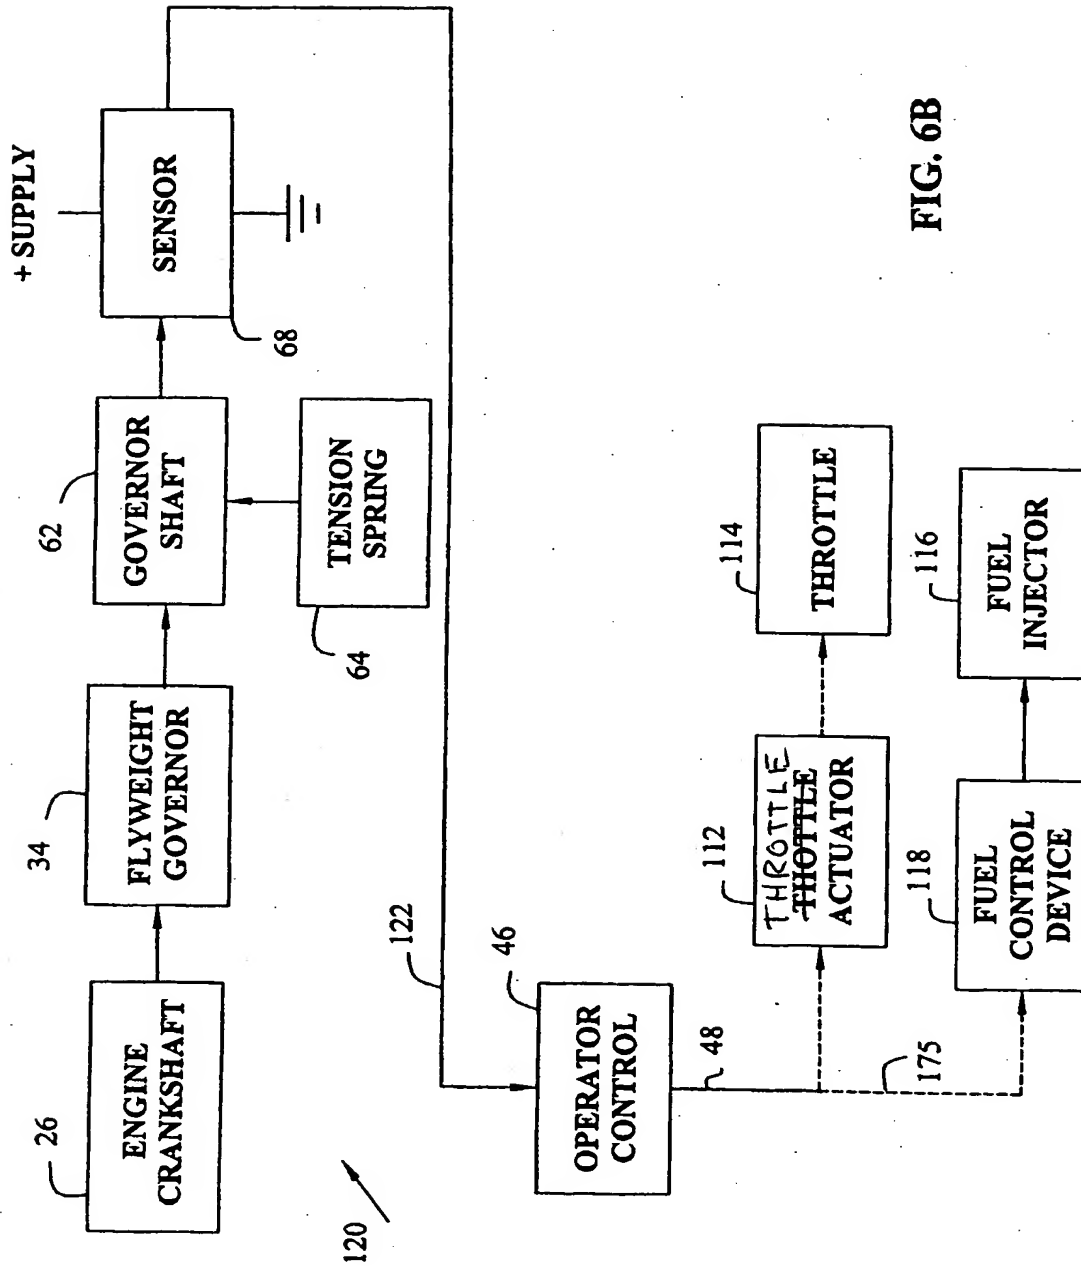 + SUPPLY
26
ENGINE
CRANKSHAFT
34
FLYWEIGHT
GOVERNOR
62
GOVERNOR
SHAFT
SENSOR
68
64
TENSION
SPRING
120
122
46
OPERATOR
CONTROL
48
175
112
THROTTLE
THOTTLE
ACTUATOR
114
THROTTLE
118
FUEL
CONTROL
DEVICE
116
FUEL
INJECTOR
FIG. 6B